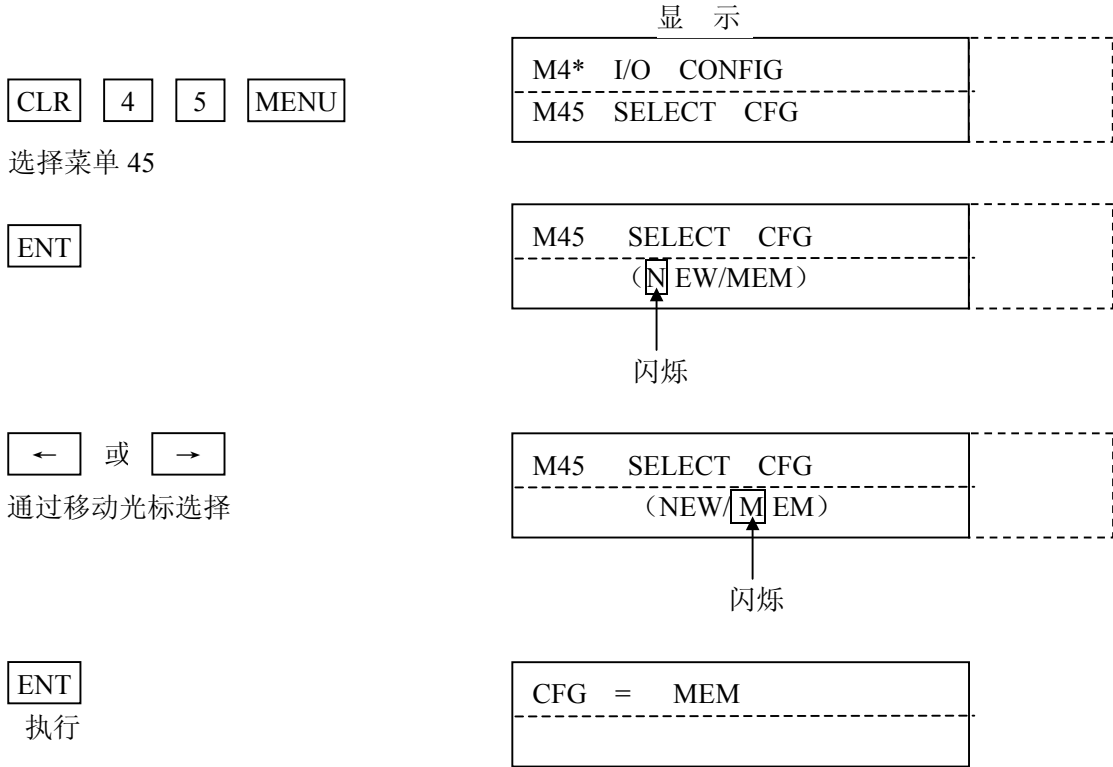 显 示
CLR 4 5 MENU
选择菜单 45
M4* I/O CONFIG
M45 SELECT CFG
ENT
M45 SELECT CFG
（N EW/MEM）
闪烁
← 或 →
通过移动光标选择
M45 SELECT CFG
（NEW/ M EM）
闪烁
ENT
执行
CFG = MEM